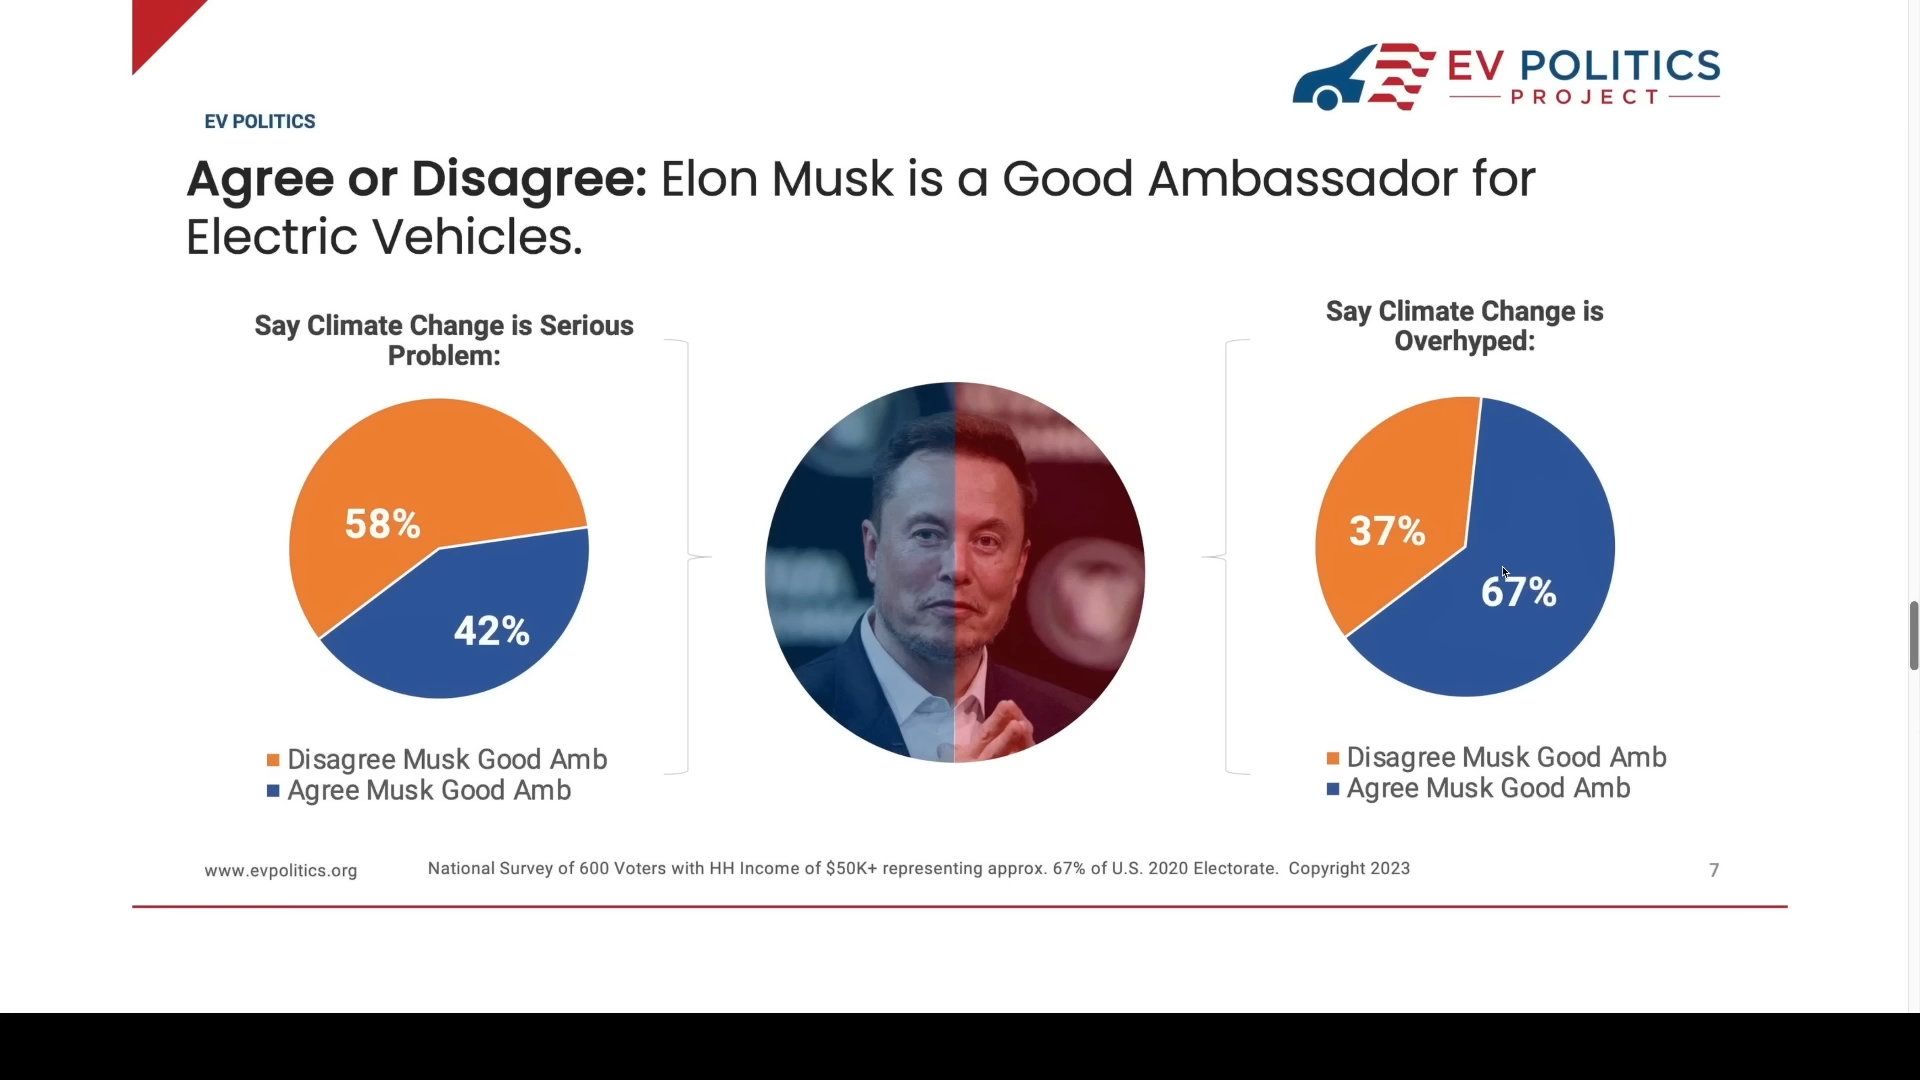 EV POLITICS
PROJECT
EV POLITICS
Agree or Disagree: Elon Musk is a Good Ambassador for
Electric Vehicles.
Say Climate Change is Serious
Problem:
58%
42%
Disagree Musk Good Amb
Agree Musk Good Amb
Say Climate Change is
Overhyped:
37%
67%
Disagree Musk Good Amb
Agree Musk Good Amb
www.evpolitics.org
National Survey of 600 Voters with HH Income of $50K+ representing approx. 67% of U.S. 2020 Electorate. Copyright 2023
7